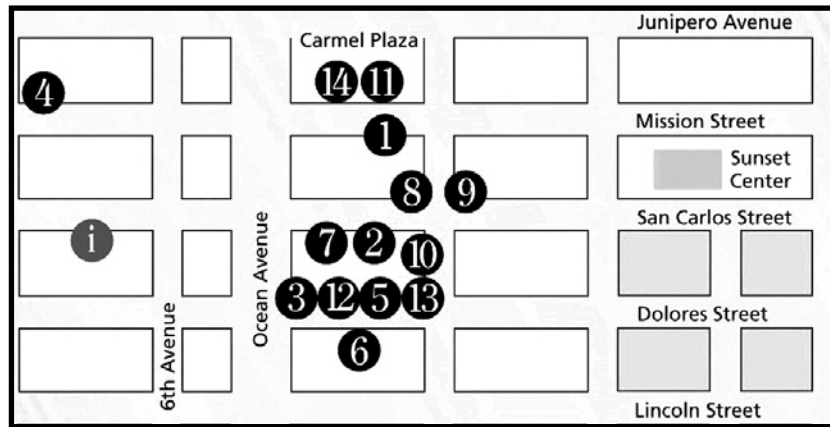 Junipero Avenue
Carmel Plaza
14 11
4
Mission Street
1
Sunset
Center
8 9
San Carlos Street
i
7 2
10
Ocean Avenue
3 12 5 13
Dolores Street
6
6th Avenue
Lincoln Street